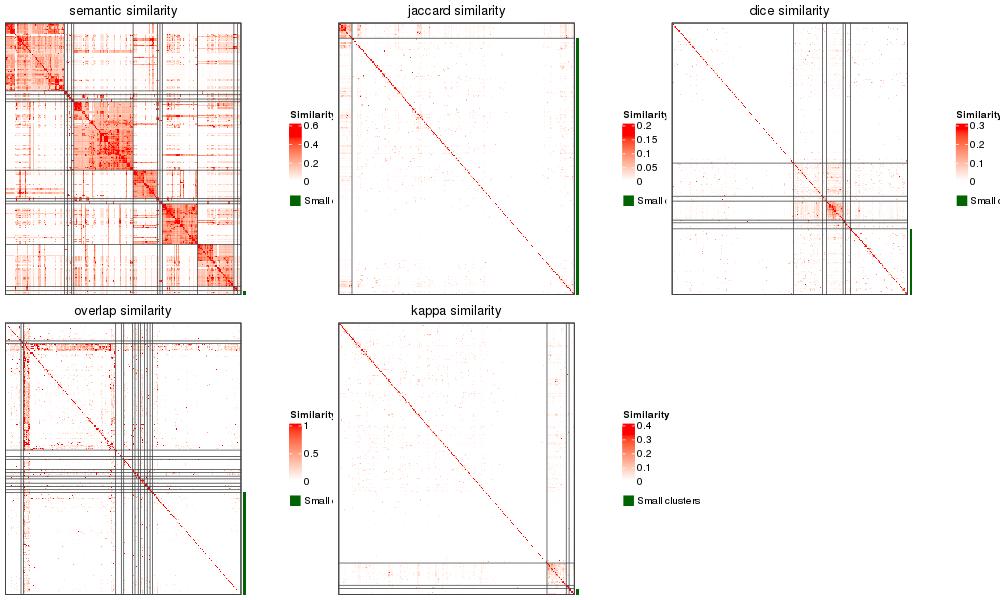 semantic similarity
Similarity
0.6
0.4
0.2
0
Small
jaccard similarity
Similarity
0.2
0.15
0.1
0.05
0
Small
dice similarity
Similarity
0.3
0.2
0.1
0
Small
overlap similarity
Similarity
1
0.5
0
Small
kappa similarity
Similarity
0.4
0.3
0.2
0.1
0
Small clusters